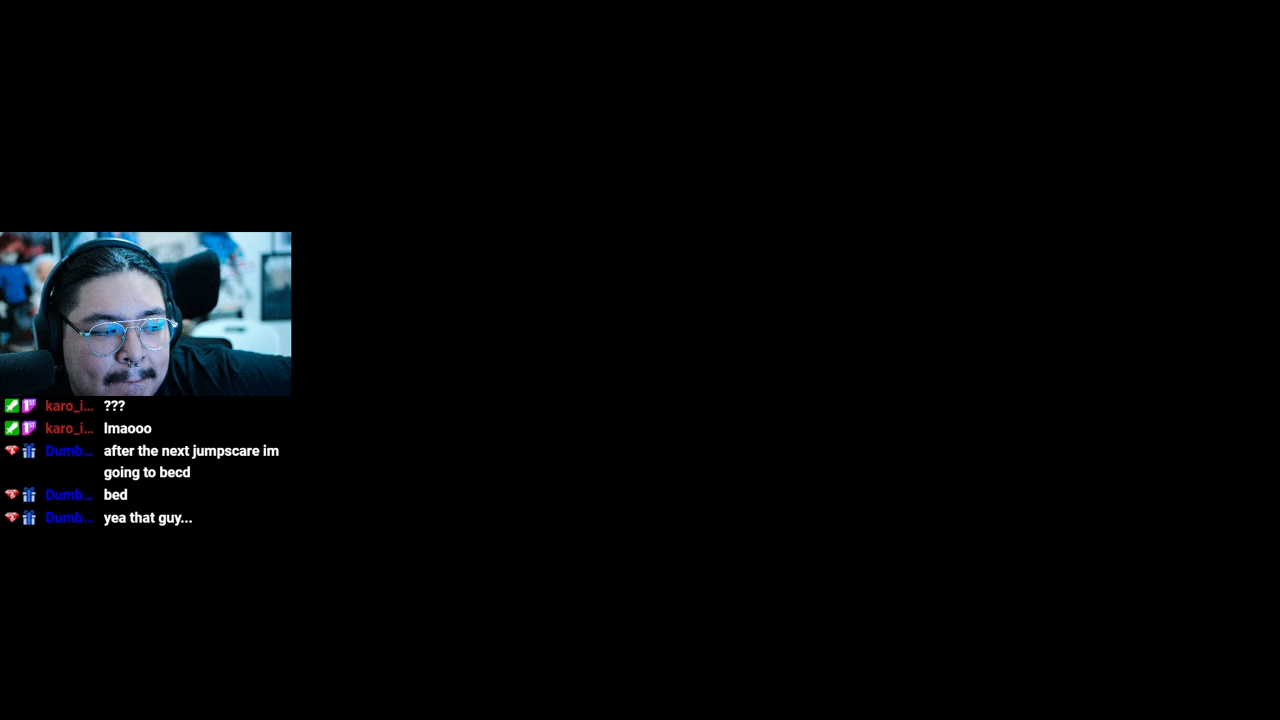 karo_i... ???
karo_i... lmaooo
Dumb... after the next jumpscare im
going to becd
Dumb... bed
Dumb... yea that guy...